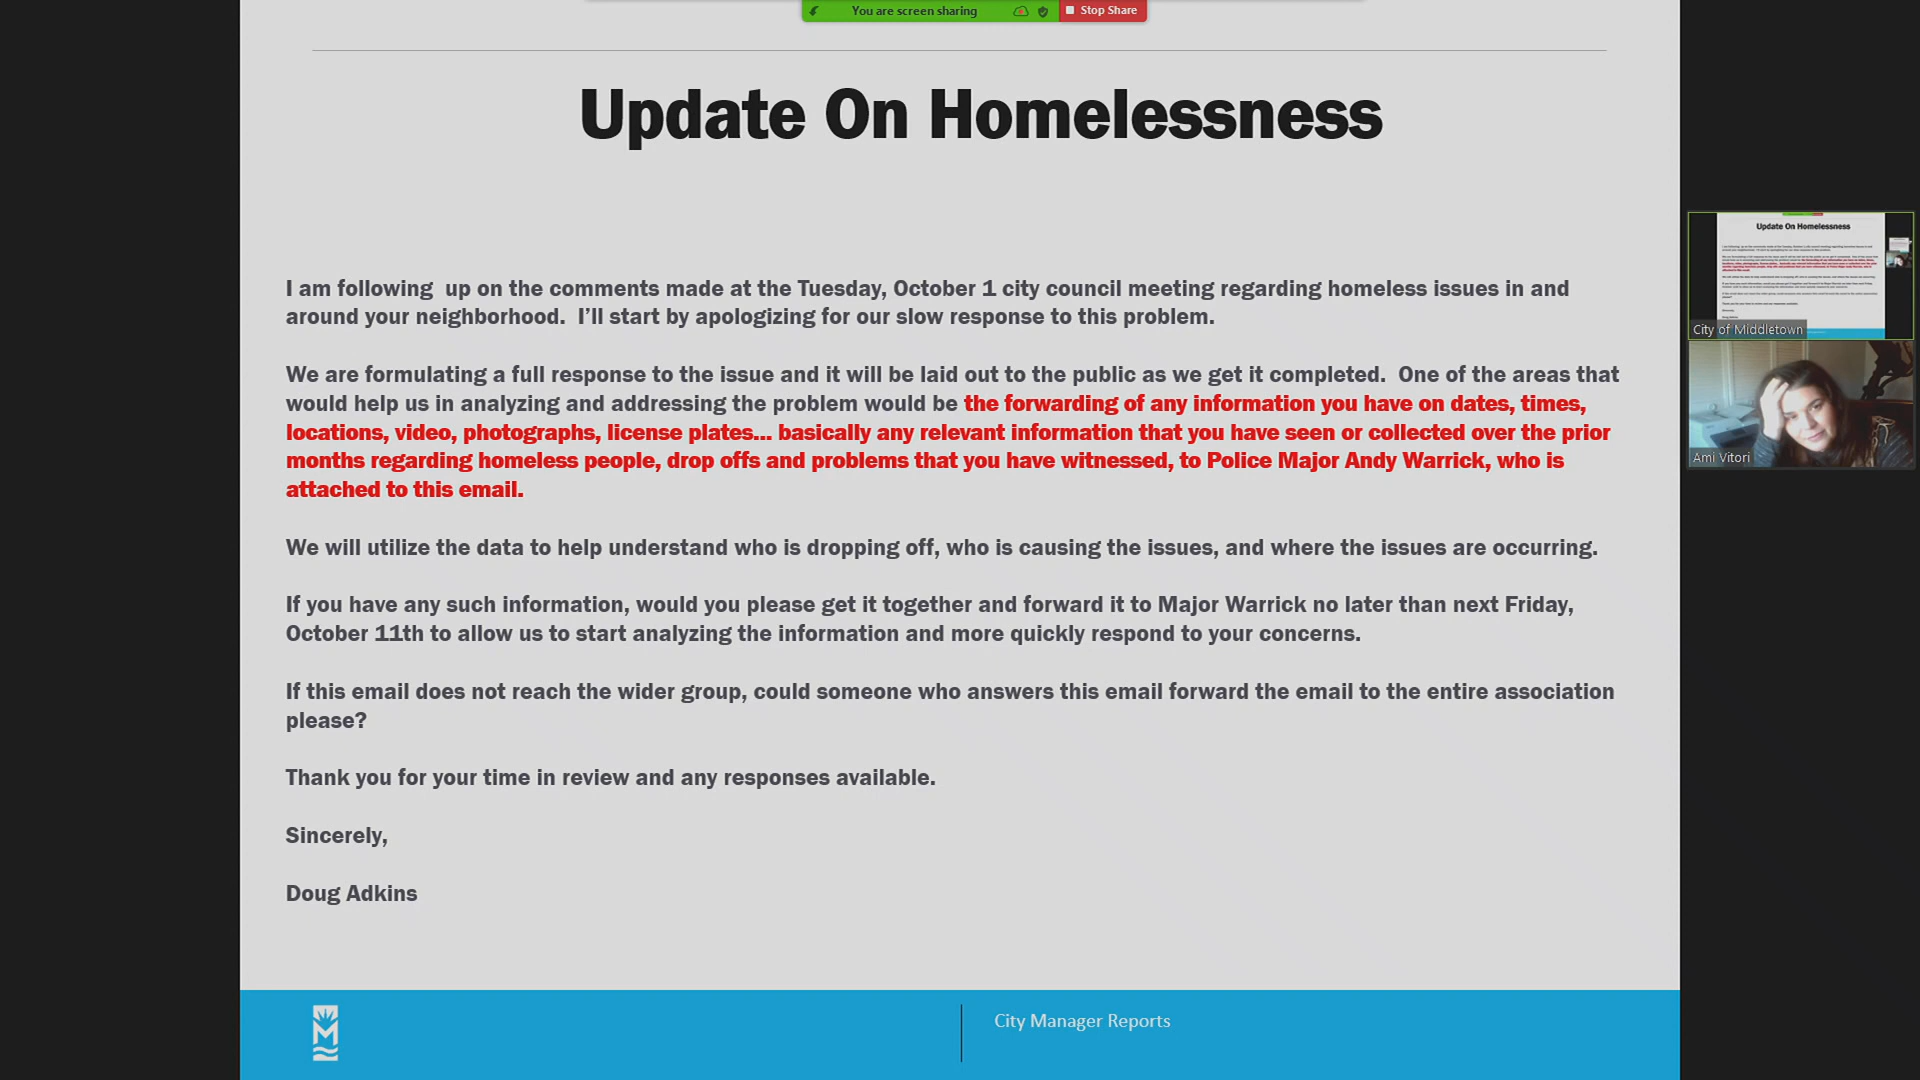 You are screen sharing
Stop Share
Update On Homelessness
I am following  up on the comments made at the Tuesday, October 1 city council meeting regarding homeless issues in and
around your neighborhood.  I'll start by apologizing for our slow response to this problem.
We are formulating a full response to the issue and it will be laid out to the public as we get it completed.  One of the areas that
would help us in analyzing and addressing the problem would be the forwarding of any information you have on dates, times,
locations, video, photographs, license plates... basically any relevant information that you have seen or collected over the prior
months regarding homeless people, drop offs and problems that you have witnessed, to Police Major Andy Warrick, who is
attached to this email.
We will utilize the data to help understand who is dropping off, who is causing the issues, and where the issues are occurring.
If you have any such information, would you please get it together and forward it to Major Warrick no later than next Friday,
October 11th to allow us to start analyzing the information and more quickly respond to your concerns.
If this email does not reach the wider group, could someone who answers this email forward the email to the entire association
please?
Thank you for your time in review and any responses available.
Sincerely,
Doug Adkins
M
City Manager Reports
Update On Homelessness
City of Middletown
Ami Vitori